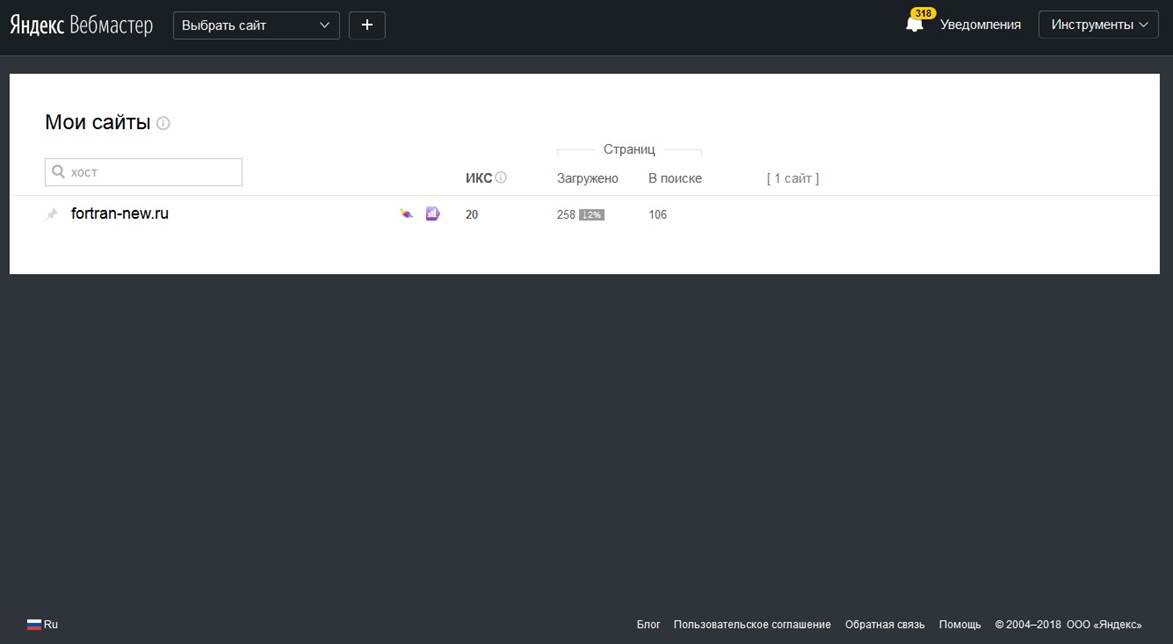 Яндекс Вебмастер Выбрать сайт + 318 Уведомления Инструменты
Мои сайты
Страниц
хост
ИКС Загружено В поиске [ 1 сайт ]
fortran-new.ru 20 258 ↓2% 106
Ru Блог Пользовательское соглашение Обратная связь Помощь © 2004–2018 ООО «Яндекс»